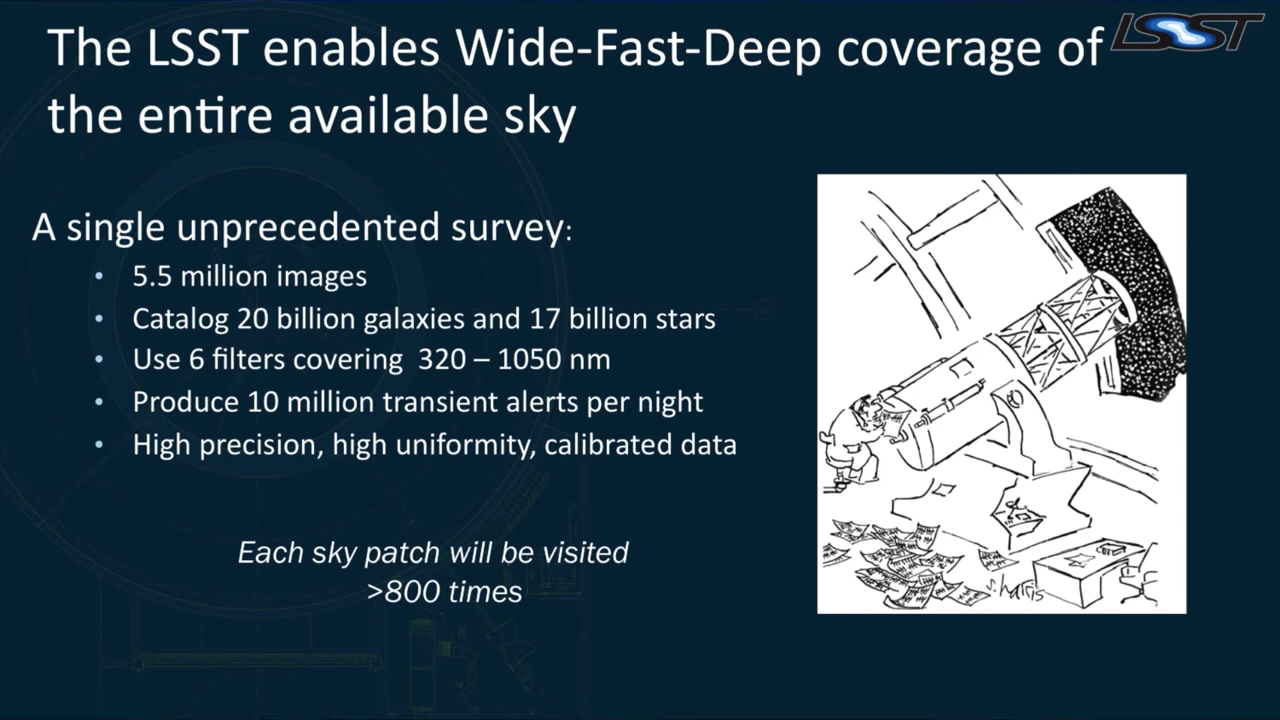 The LSST enables Wide-Fast-Deep coverage of
the entire available sky
LSST
A single unprecedented survey:
• 5.5 million images
• Catalog 20 billion galaxies and 17 billion stars
• Use 6 filters covering 320 – 1050 nm
• Produce 10 million transient alerts per night
• High precision, high uniformity, calibrated data
Each sky patch will be visited
>800 times
S. harris